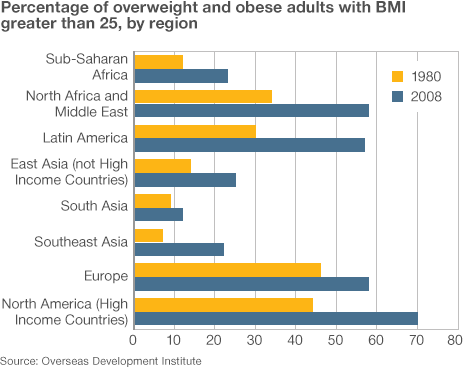 Percentage of overweight and obese adults with BMI
greater than 25, by region
Sub-Saharan
Africa
1980
2008
North Africa and
Middle East
Latin America
East Asia (not High
Income Countries)
South Asia
Southeast Asia
Europe
North America (High
Income Countries)
0 10 20 30 40 50 60 70 80
Source: Overseas Development Institute